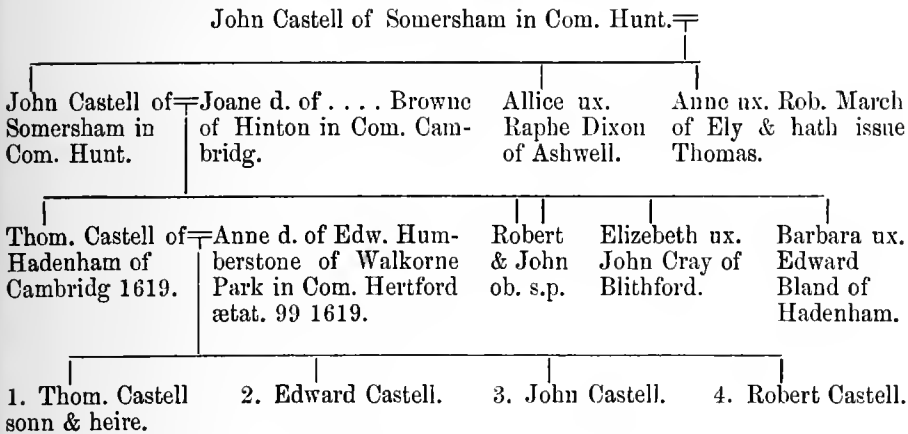 John Castell of Somersham in Com. Hunt.
John Castell of
Somersham in
Com. Hunt.
Joane d. of . . . . Browne
of Hinton in Com. Cam-
bridg.
Allice ux.
Raphe Dixon
of Ashwell.
Anne ux. Rob. March
of Ely & hath issue
Thomas.
Thom. Castell of
Hadenham of
Cambridg 1619.
Anne d. of Edw. Hum-
berstone of Walkorne
Park in Com. Hertford
ætat. 99 1619.
Robert
& John
ob. s.p.
Elizebeth ux.
John Cray of
Blithford.
Barbara ux.
Edward
Bland of
Hadenham.
1. Thom. Castell
sonn & heire.
2. Edward Castell.
3. John Castell.
4. Robert Castell.